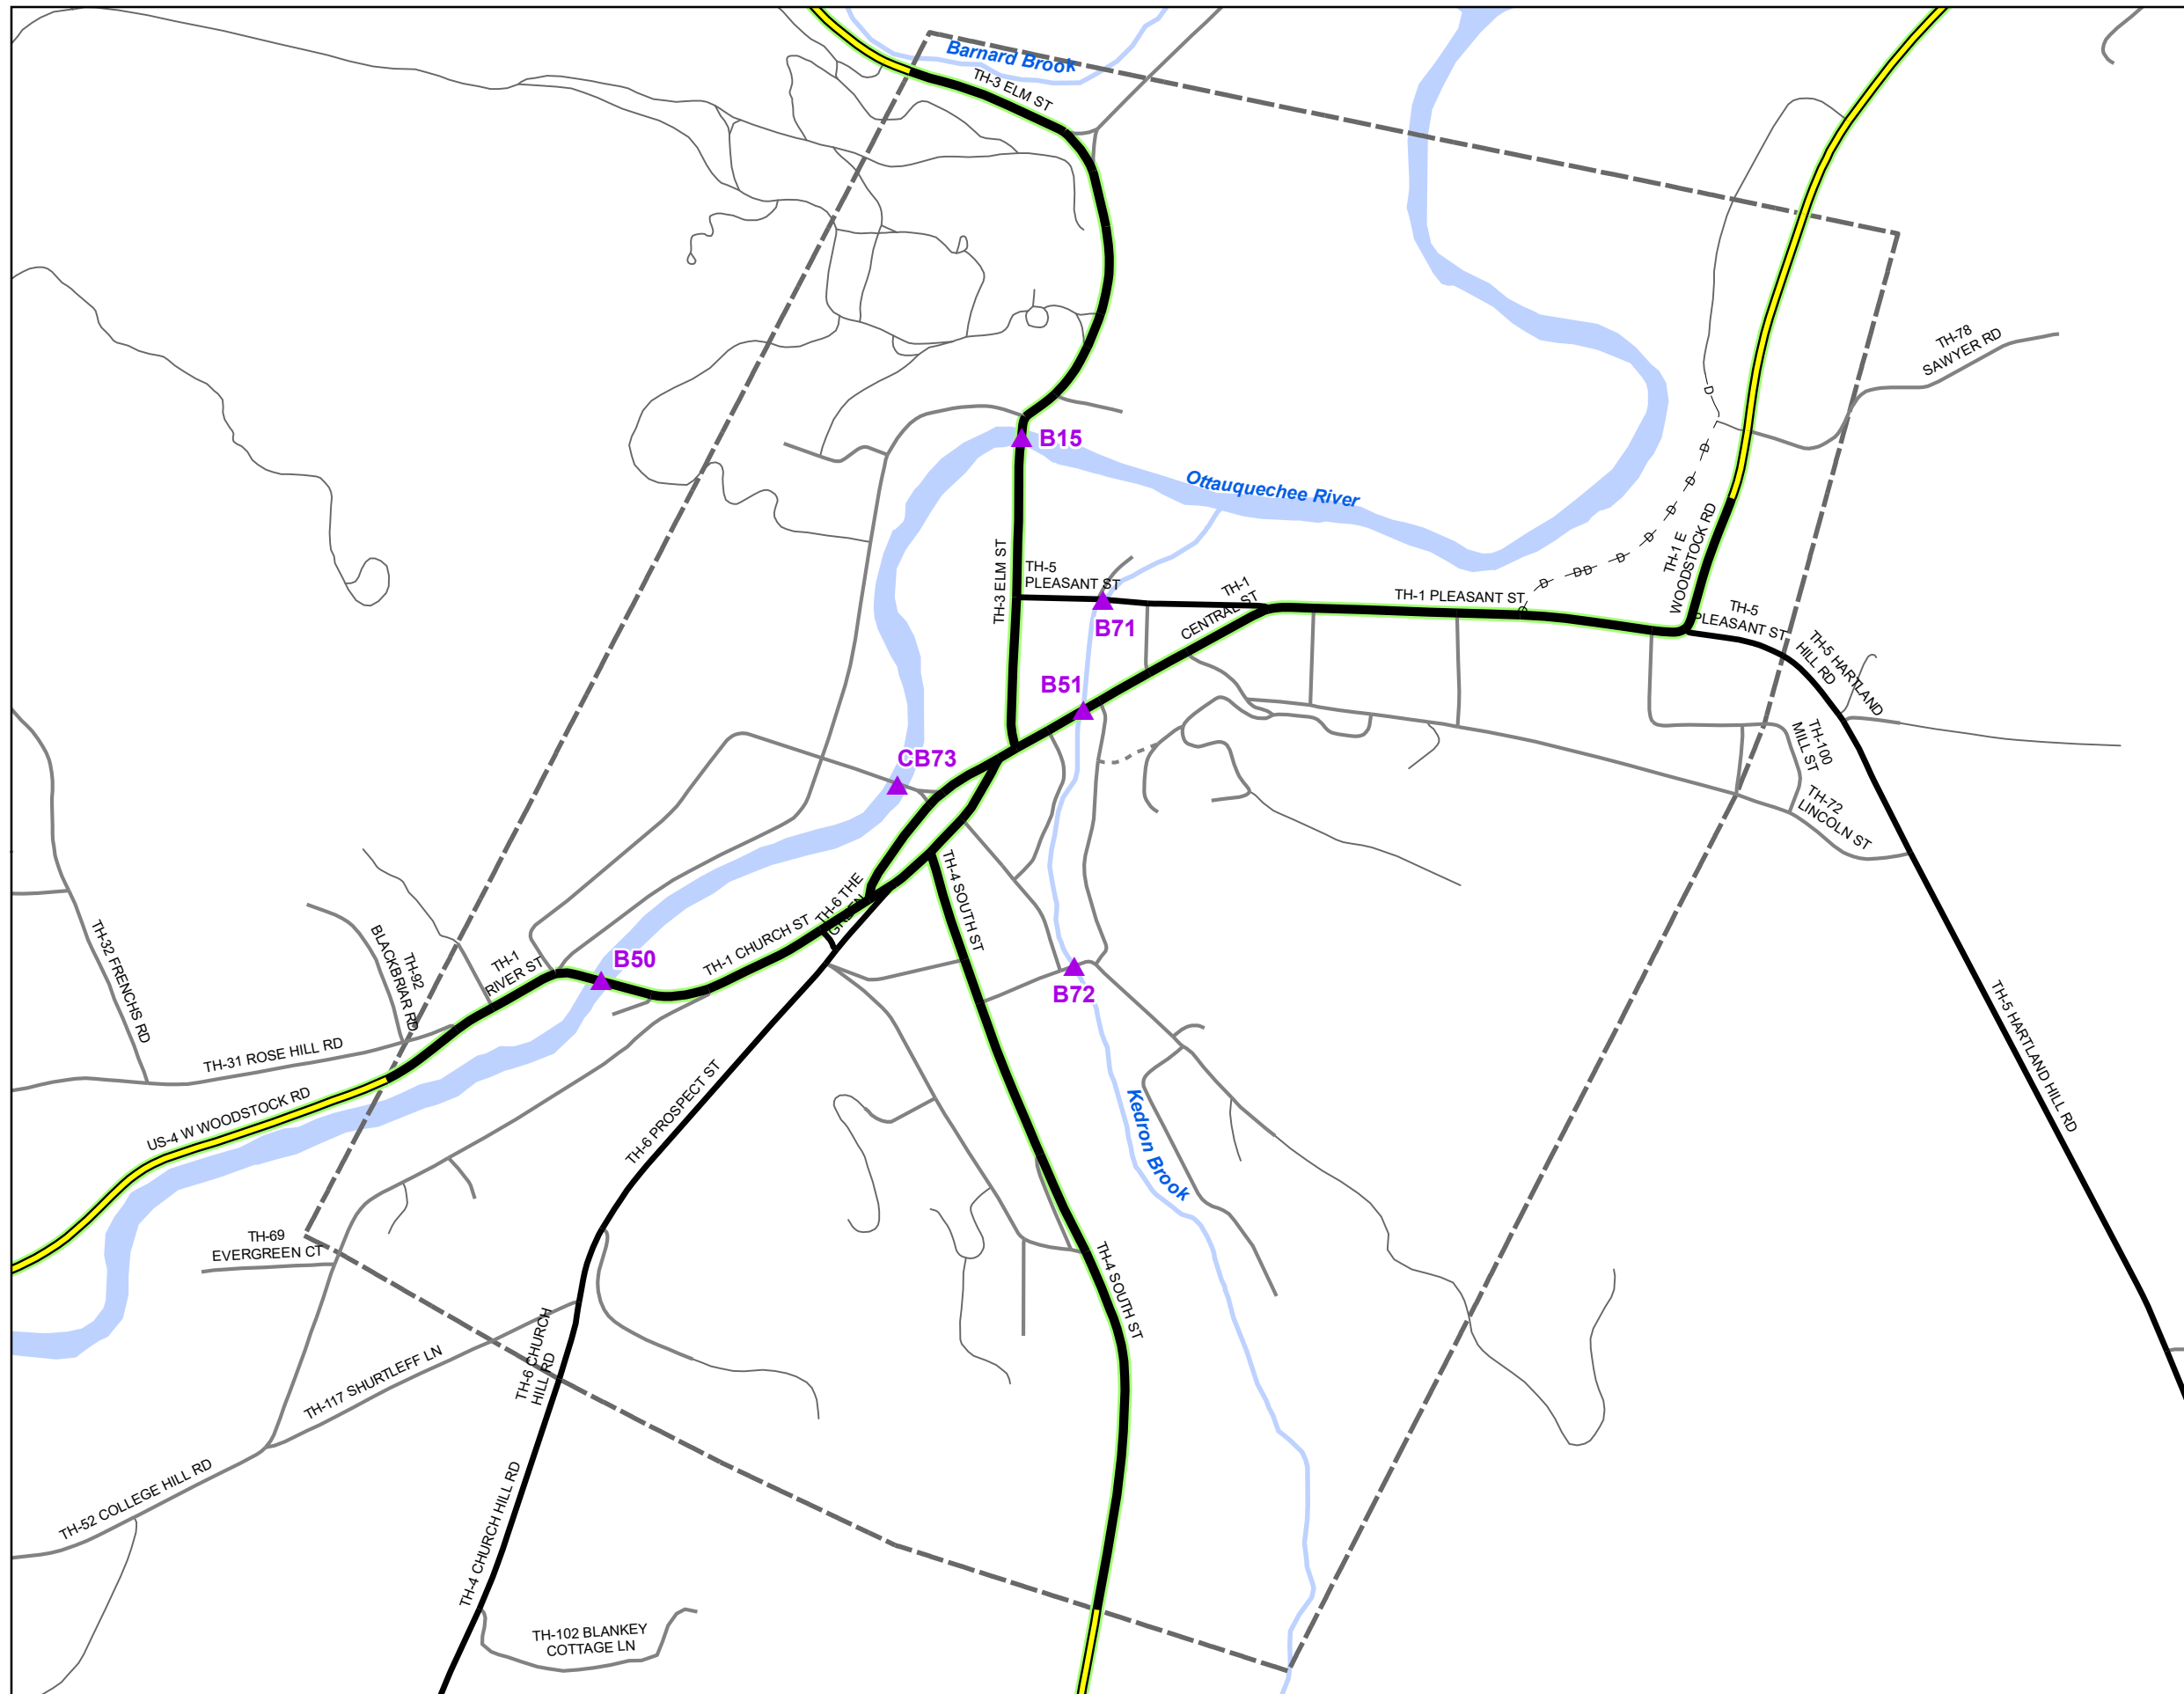 Barnard Brook
TH-3 ELM ST
TH-78
SAWYER RD
D
B15
D
Ottauquechee River
D
D
D
TH-1 E
WOODSTOCK RD
TH-3 ELM ST
TH-5
PLEASANT ST
D
D
D
D
D
TH-1
CENTRAL ST
TH-1 PLEASANT ST
TH-5
PLEASANT ST
B71
TH-5 HARTLAND
HILL RD
B51
TH-100
MILL ST
CB73
TH-72
LINCOLN ST
TH-6 THE
GREEN
TH-4 SOUTH ST
TH-32 FRENCHS RD
TH-92
BLACKBRIAR RD
TH-1
RIVER ST
B50
TH-1 CHURCH ST
B72
TH-5 HARTLAND HILL RD
TH-31 ROSE HILL RD
US-4 W WOODSTOCK RD
TH-6 PROSPECT ST
Kedron Brook
TH-69
EVERGREEN CT
TH-4 SOUTH ST
TH-6 CHURCH
HILL RD
TH-117 SHURTLEFF LN
TH-52 COLLEGE HILL RD
TH-4 CHURCH HILL RD
TH-102 BLANKEY
COTTAGE LN